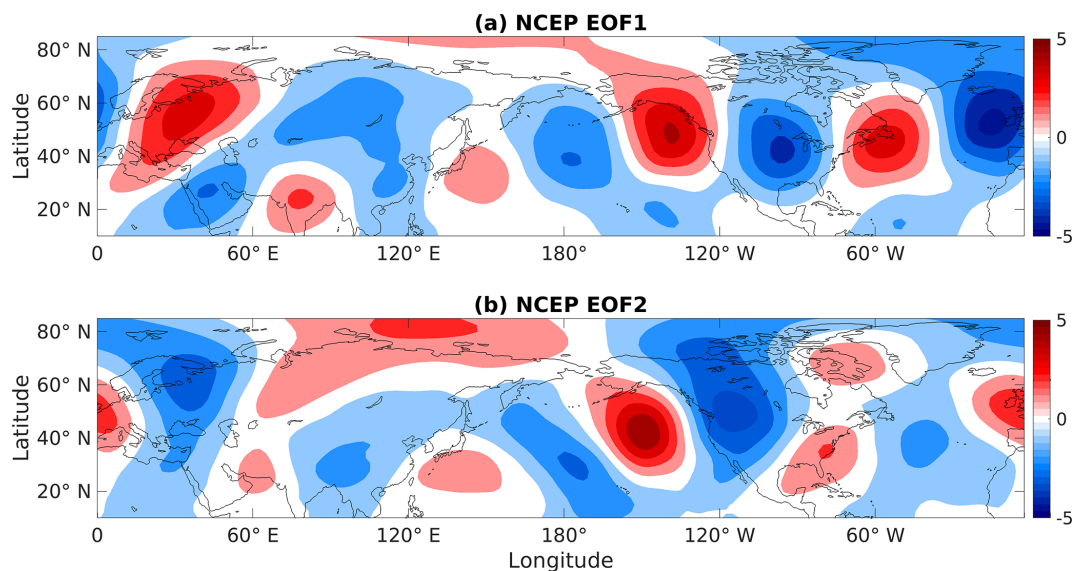 (a) NCEP EOF1
80° N
60° N
40° N
20° N
Latitude
0
60° E
120° E
180°
120° W
60° W
5
0
-5
(b) NCEP EOF2
80° N
60° N
40° N
20° N
Latitude
0
60° E
120° E
180°
120° W
60° W
Longitude
5
0
-5